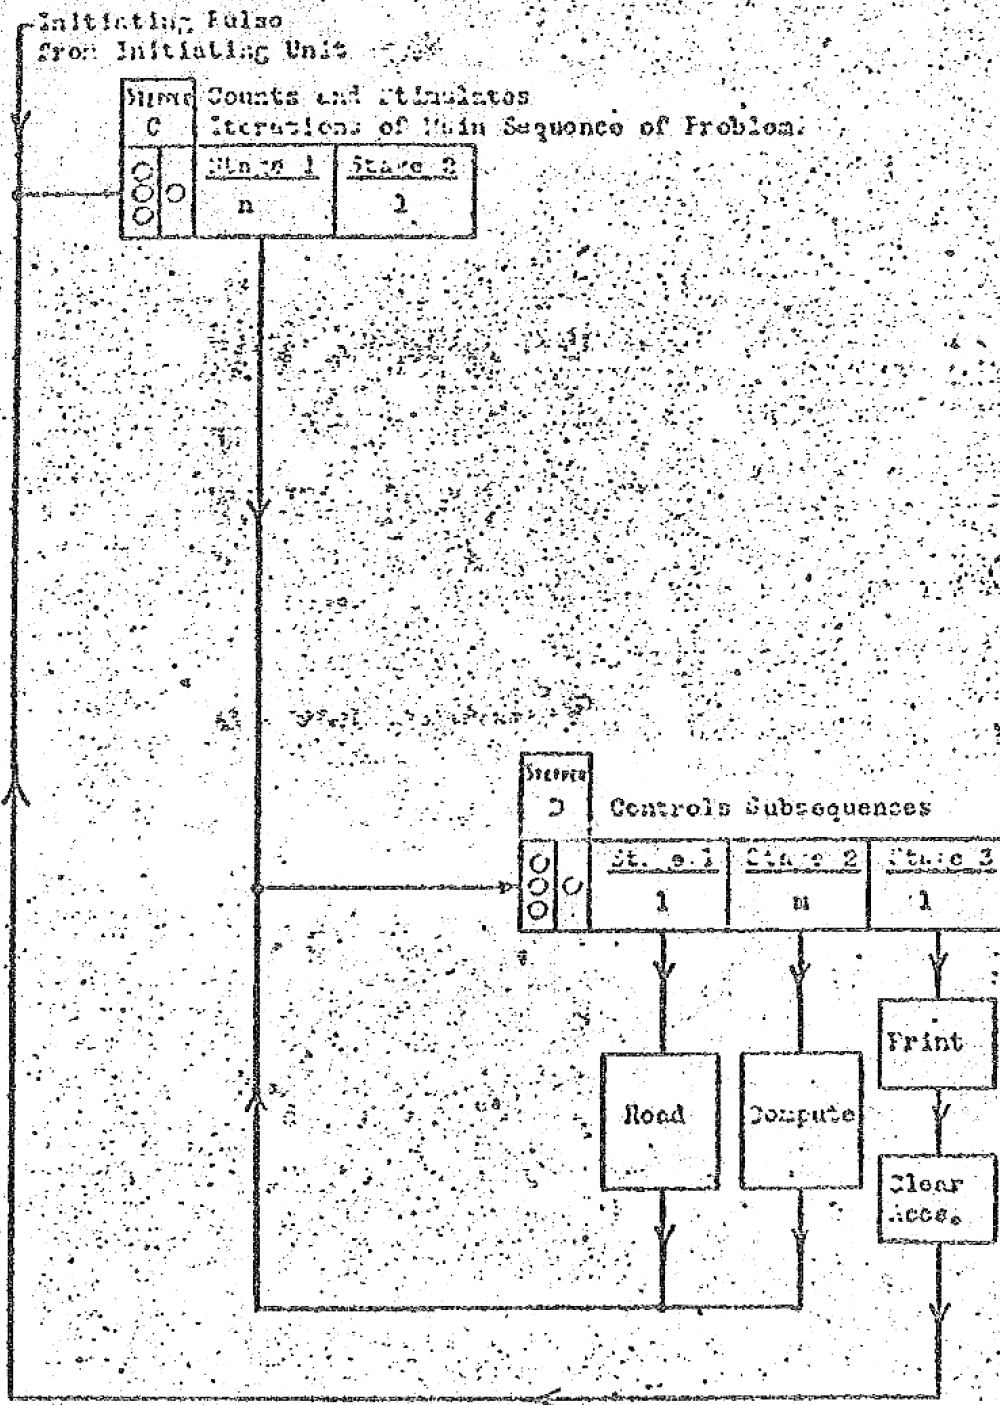 Initiating Pulse
from Initiating Unit
Stepper
C
Counts and Stimulates
Iterations of Main Sequence of Problem.
Stage 1
Stage 2
n
1
Stepper
D
Controls Subsequences
Stage 1
Stage 2
Stage 3
1
m
1
Print
Read
Compute
Clear
Accs.